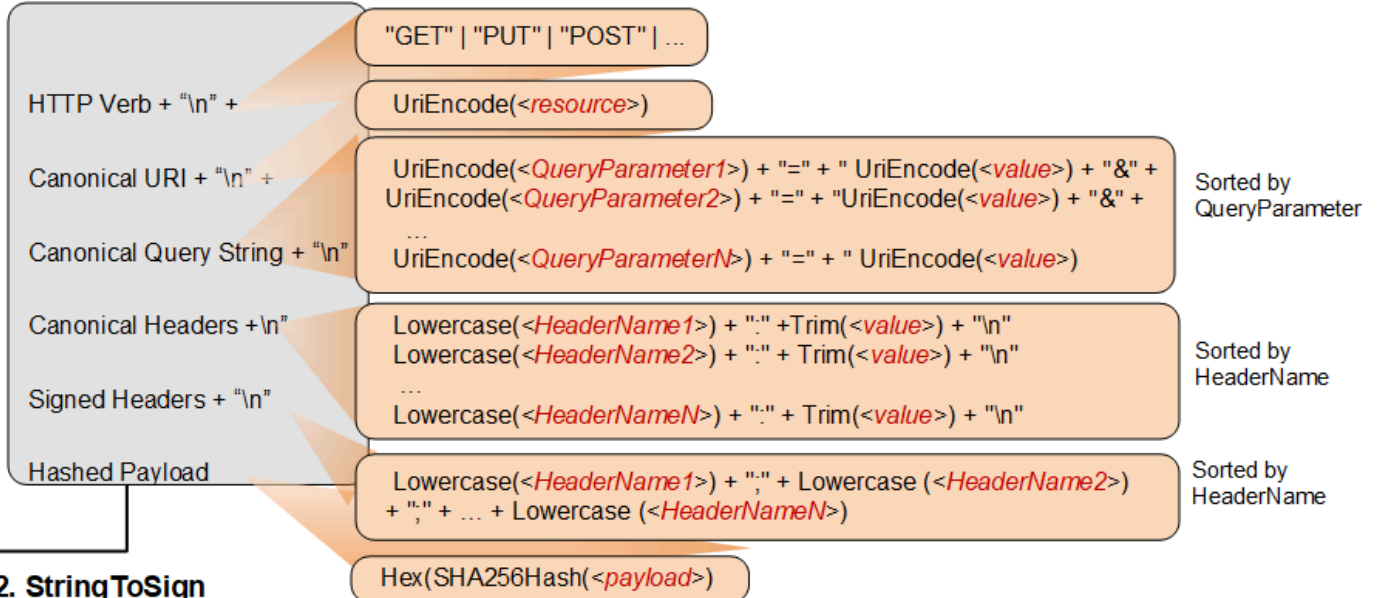 HTTP Verb + “\n” +
Canonical URI + “\n” +
Canonical Query String + “\n”
Canonical Headers +\n”
Signed Headers + “\n”
Hashed Payload
"GET" | "PUT" | "POST" | ...
UriEncode(<resource>)
UriEncode(<QueryParameter1>) + "=" + " UriEncode(<value>) + "&" +
UriEncode(<QueryParameter2>) + "=" + "UriEncode(<value>) + "&" +
...
UriEncode(<QueryParameterN>) + "=" + " UriEncode(<value>)
Sorted by
QueryParameter
Lowercase(<HeaderName1>) + ":" +Trim(<value>) + "\n"
Lowercase(<HeaderName2>) + ":" + Trim(<value>) + "\n"
...
Lowercase(<HeaderNameN>) + ":" + Trim(<value>) + "\n"
Sorted by
HeaderName
Lowercase(<HeaderName1>) + ";" + Lowercase (<HeaderName2>)
+ ";" + ... + Lowercase (<HeaderNameN>)
Sorted by
HeaderName
Hex(SHA256Hash(<payload>)
2. StringToSign